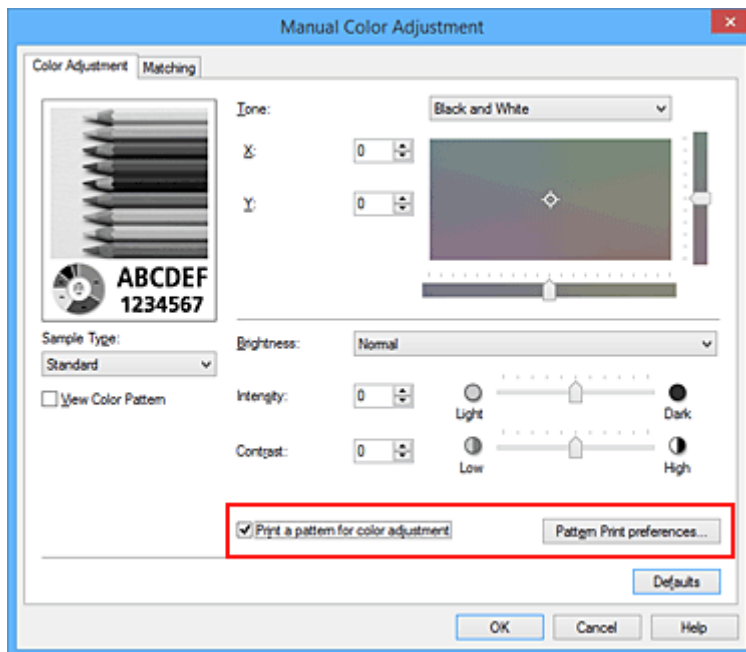 Manual Color Adjustment
Color Adjustment Matching
ABCDEF
1234567
Sample Type:
Standard
View Color Pattern
Tone: Black and White
X: 0
Y: 0
Brightness: Normal
Intensity: 0 Light Dark
Contrast: 0 Low High
Print a pattern for color adjustment Pattern Print preferences...
Defaults
OK Cancel Help